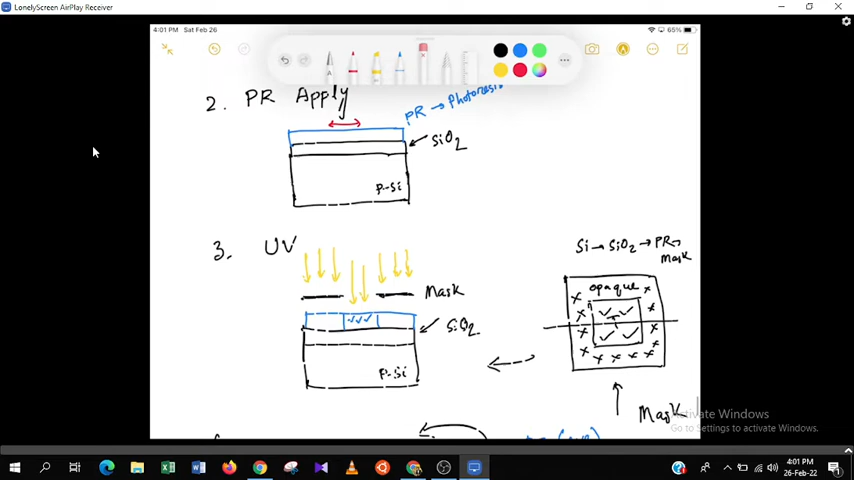 LonelyScreen AirPlay Receiver
4:01 PM Sat Feb 26
65%
2. PR Apply
PR → Photoresis
SiO2
P-Si
3. UV
Si → SiO2 → PR →
Mask
opaque
Mask
SiO2
P-Si
Mask
Activate Windows
Go to Settings to activate Windows.
4:01 PM
26-Feb-22